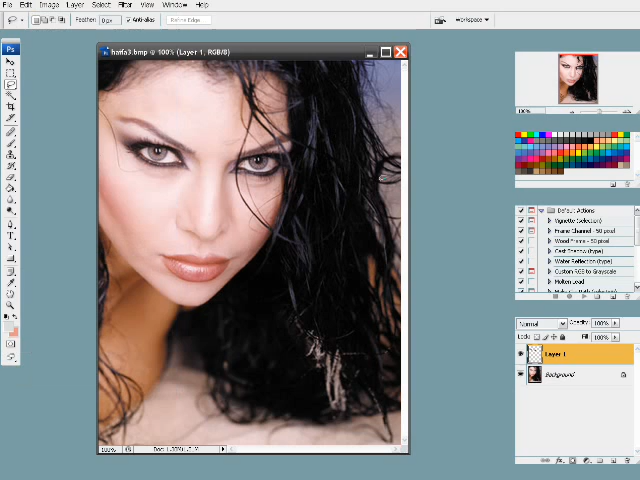 File Edit Image Layer Select Filter View Window Help
Feather: 0 px Anti-alias Refine Edge... workspace
Ps
haifa3.bmp @ 100% (Layer 1, RGB/8)
100%
Default Actions
Vignette (selection)
Frame Channel - 50 pixel
Wood Frame - 50 pixel
Cast Shadow (type)
Water Reflection (type)
Custom RGB to Grayscale
Molten Lead
Normal Opacity: 100%
Lock: Fill: 100%
Layer 1
Background
100% Doc: